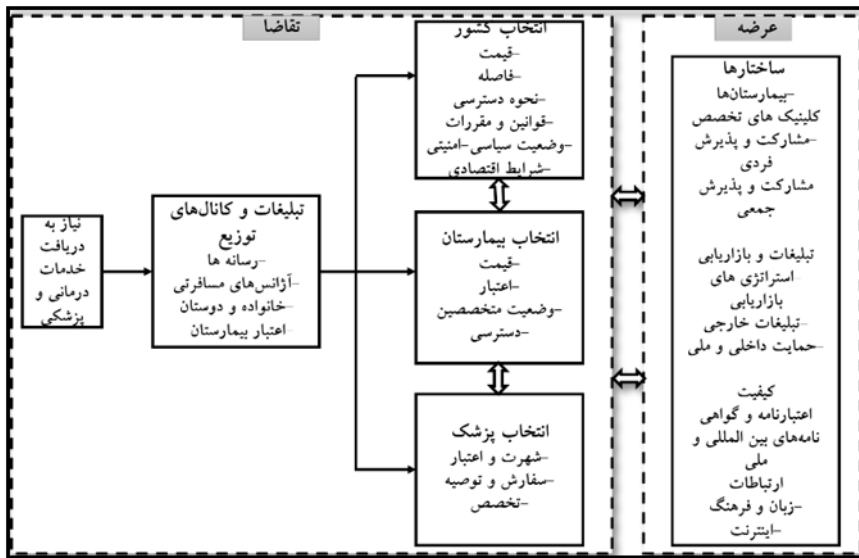 عرضه
ساختارها
-بیمارستان‌ها
کلینیک های تخصص
-مشارکت و پذیرش
فردی
مشارکت و پذیرش
جمعی
تبلیغات و بازاریابی
-استراتژی های
بازاریابی
-تبلیغات خارجی
-حمایت داخلی و ملی
کیفیت
اعتبارنامه و گواهی
نامه‌های بین المللی و
ملی
ارتباطات
-زبان و فرهنگ
-اینترنت
تقاضا
انتخاب کشور
-قیمت
-فاصله
-نحوه دسترسی
-قوانین و مقررات
-وضعیت سیاسی-امنیتی
-شرایط اقتصادی
انتخاب بیمارستان
-قیمت
-اعتبار
-وضعیت متخصصین
-دسترسی
انتخاب پزشک
-شهرت و اعتبار
-سفارش و توصیه
-تخصص
تبلیغات و کانال‌های
توزیع
-رسانه ها
-آژانس‌های مسافرتی
-خانواده و دوستان
اعتبار بیمارستان
نیاز به
دریافت
خدمات
درمانی و
پزشکی